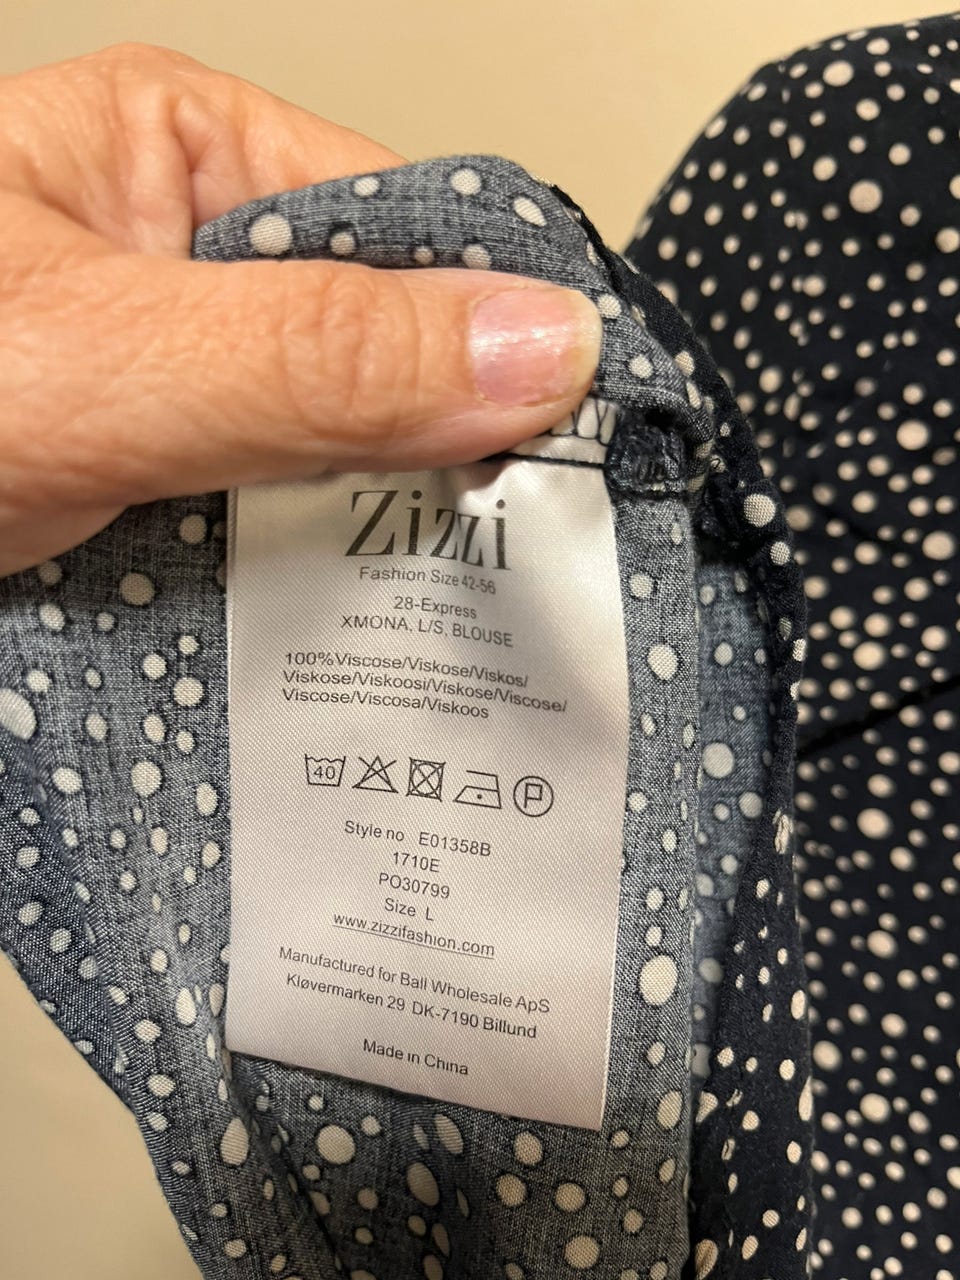 Zizzi
Fashion Size 42-56
28-Express
XMONA, L/S, BLOUSE
100%Viscose/Viskose/Viskos/
Viskose/Viskoosi/Viskose/Viscose/
Viscose/Viscosa/Viskoos
40
P
Style no E01358B
1710E
PO30799
Size L
www.zizzifashion.com
Manufactured for Ball Wholesale ApS
Kløvermarken 29 DK-7190 Billund
Made in China